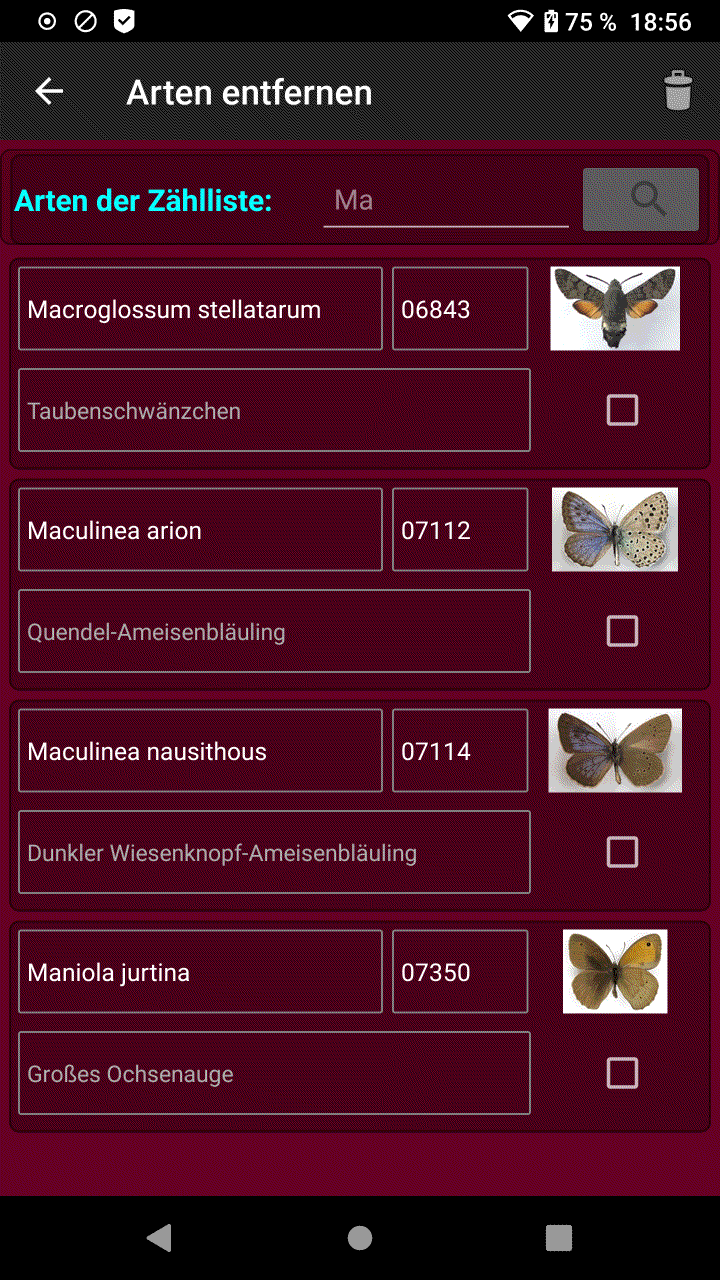 75 % 18:56
Arten entfernen
Arten der Zählliste: Ma
Macroglossum stellatarum 06843
Taubenschwänzchen
Maculinea arion 07112
Quendel-Ameisenbläuling
Maculinea nausithous 07114
Dunkler Wiesenknopf-Ameisenbläuling
Maniola jurtina 07350
Großes Ochsenauge